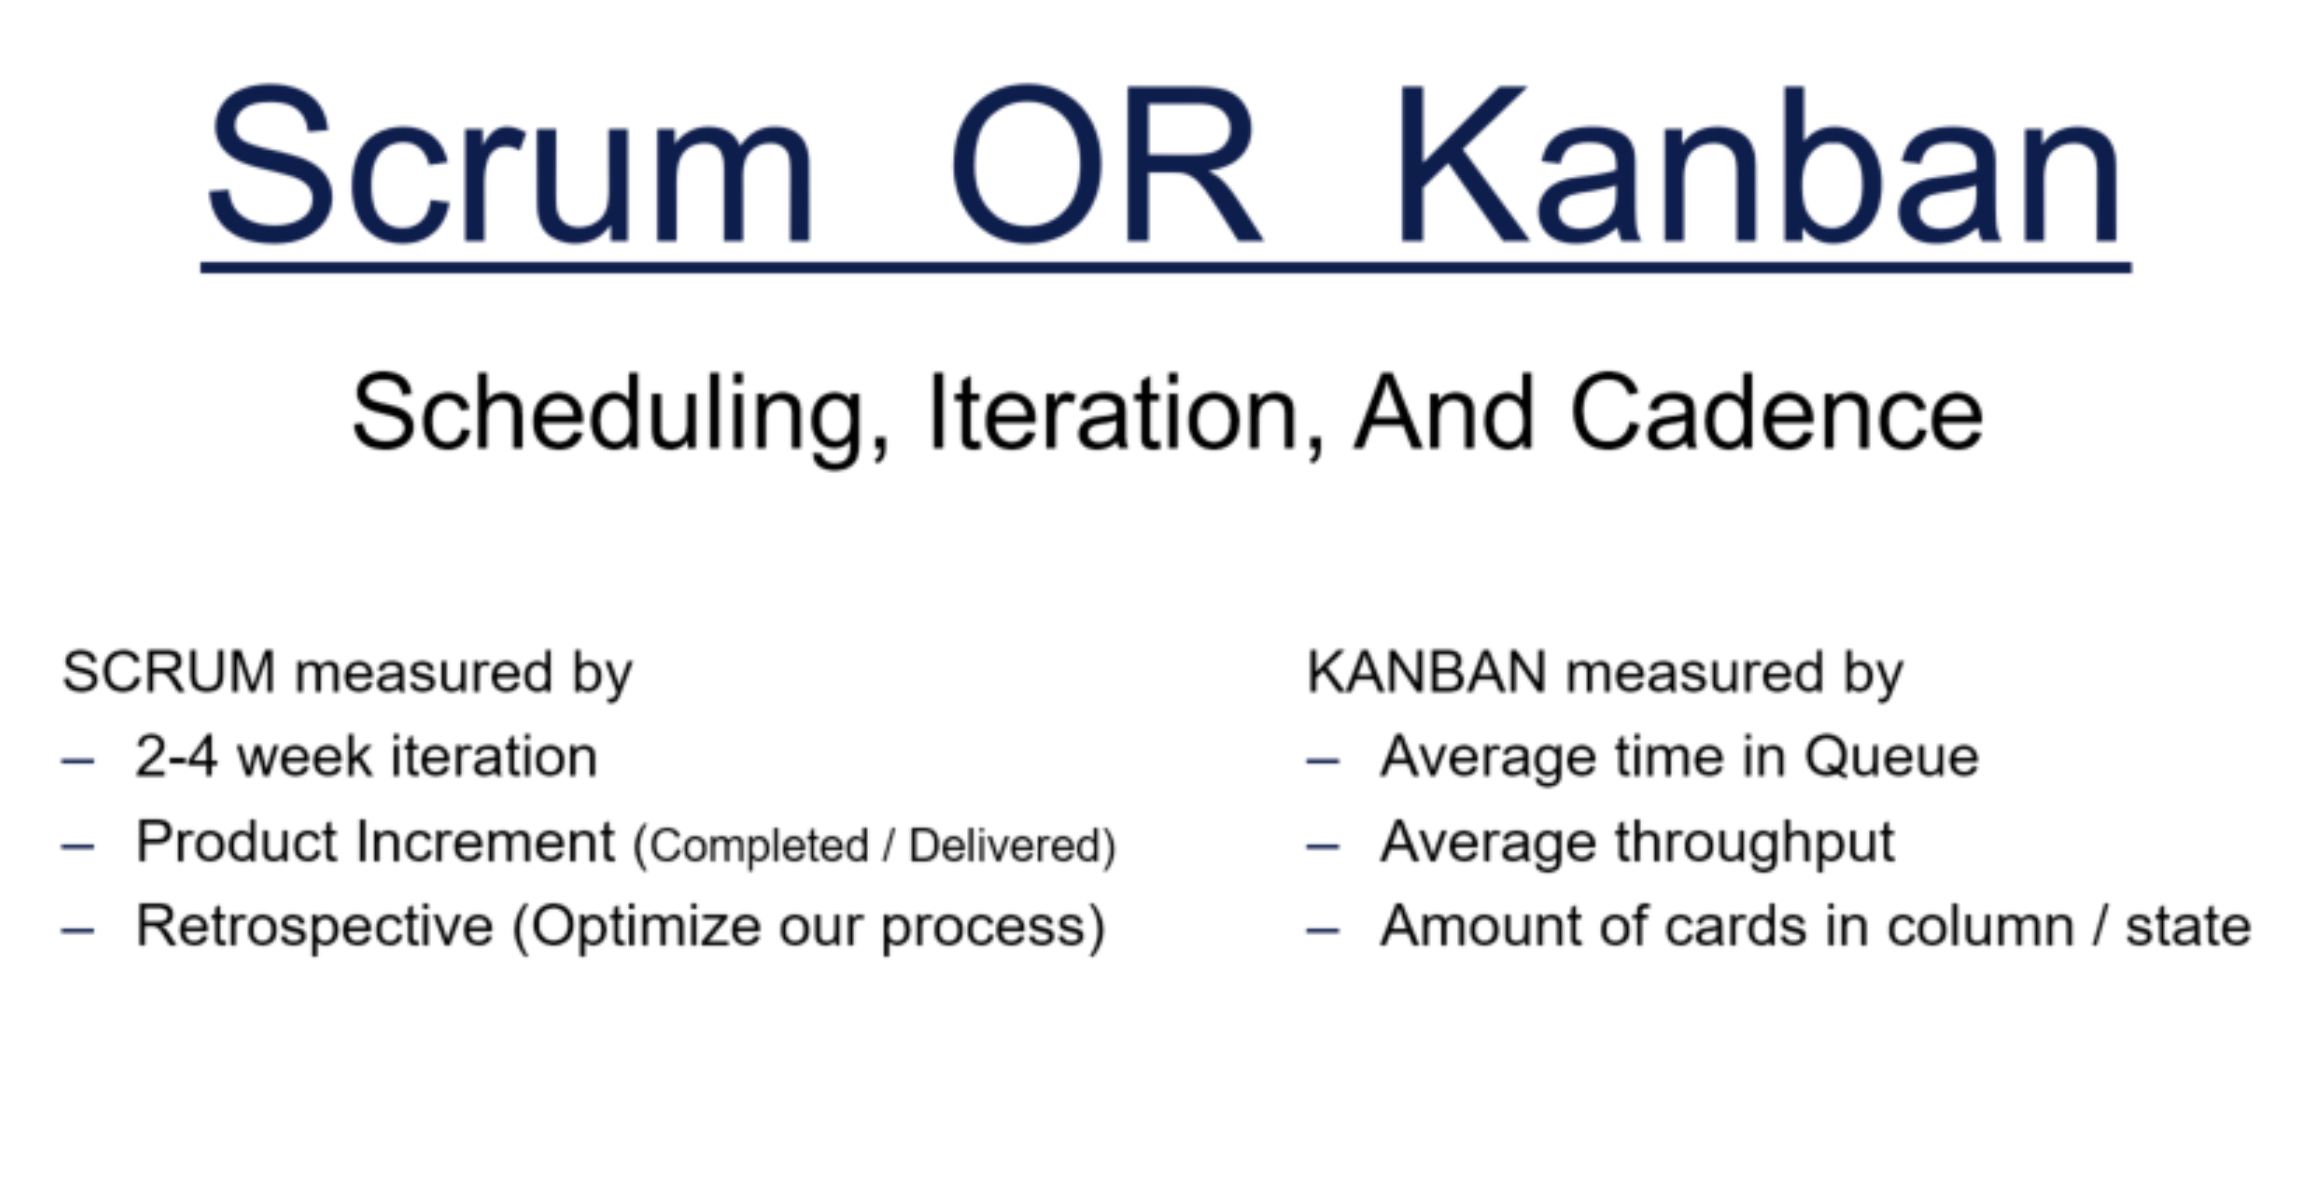 Scrum OR Kanban
Scheduling, Iteration, And Cadence
SCRUM measured by
– 2-4 week iteration
– Product Increment (Completed / Delivered)
– Retrospective (Optimize our process)
KANBAN measured by
– Average time in Queue
– Average throughput
– Amount of cards in column / state